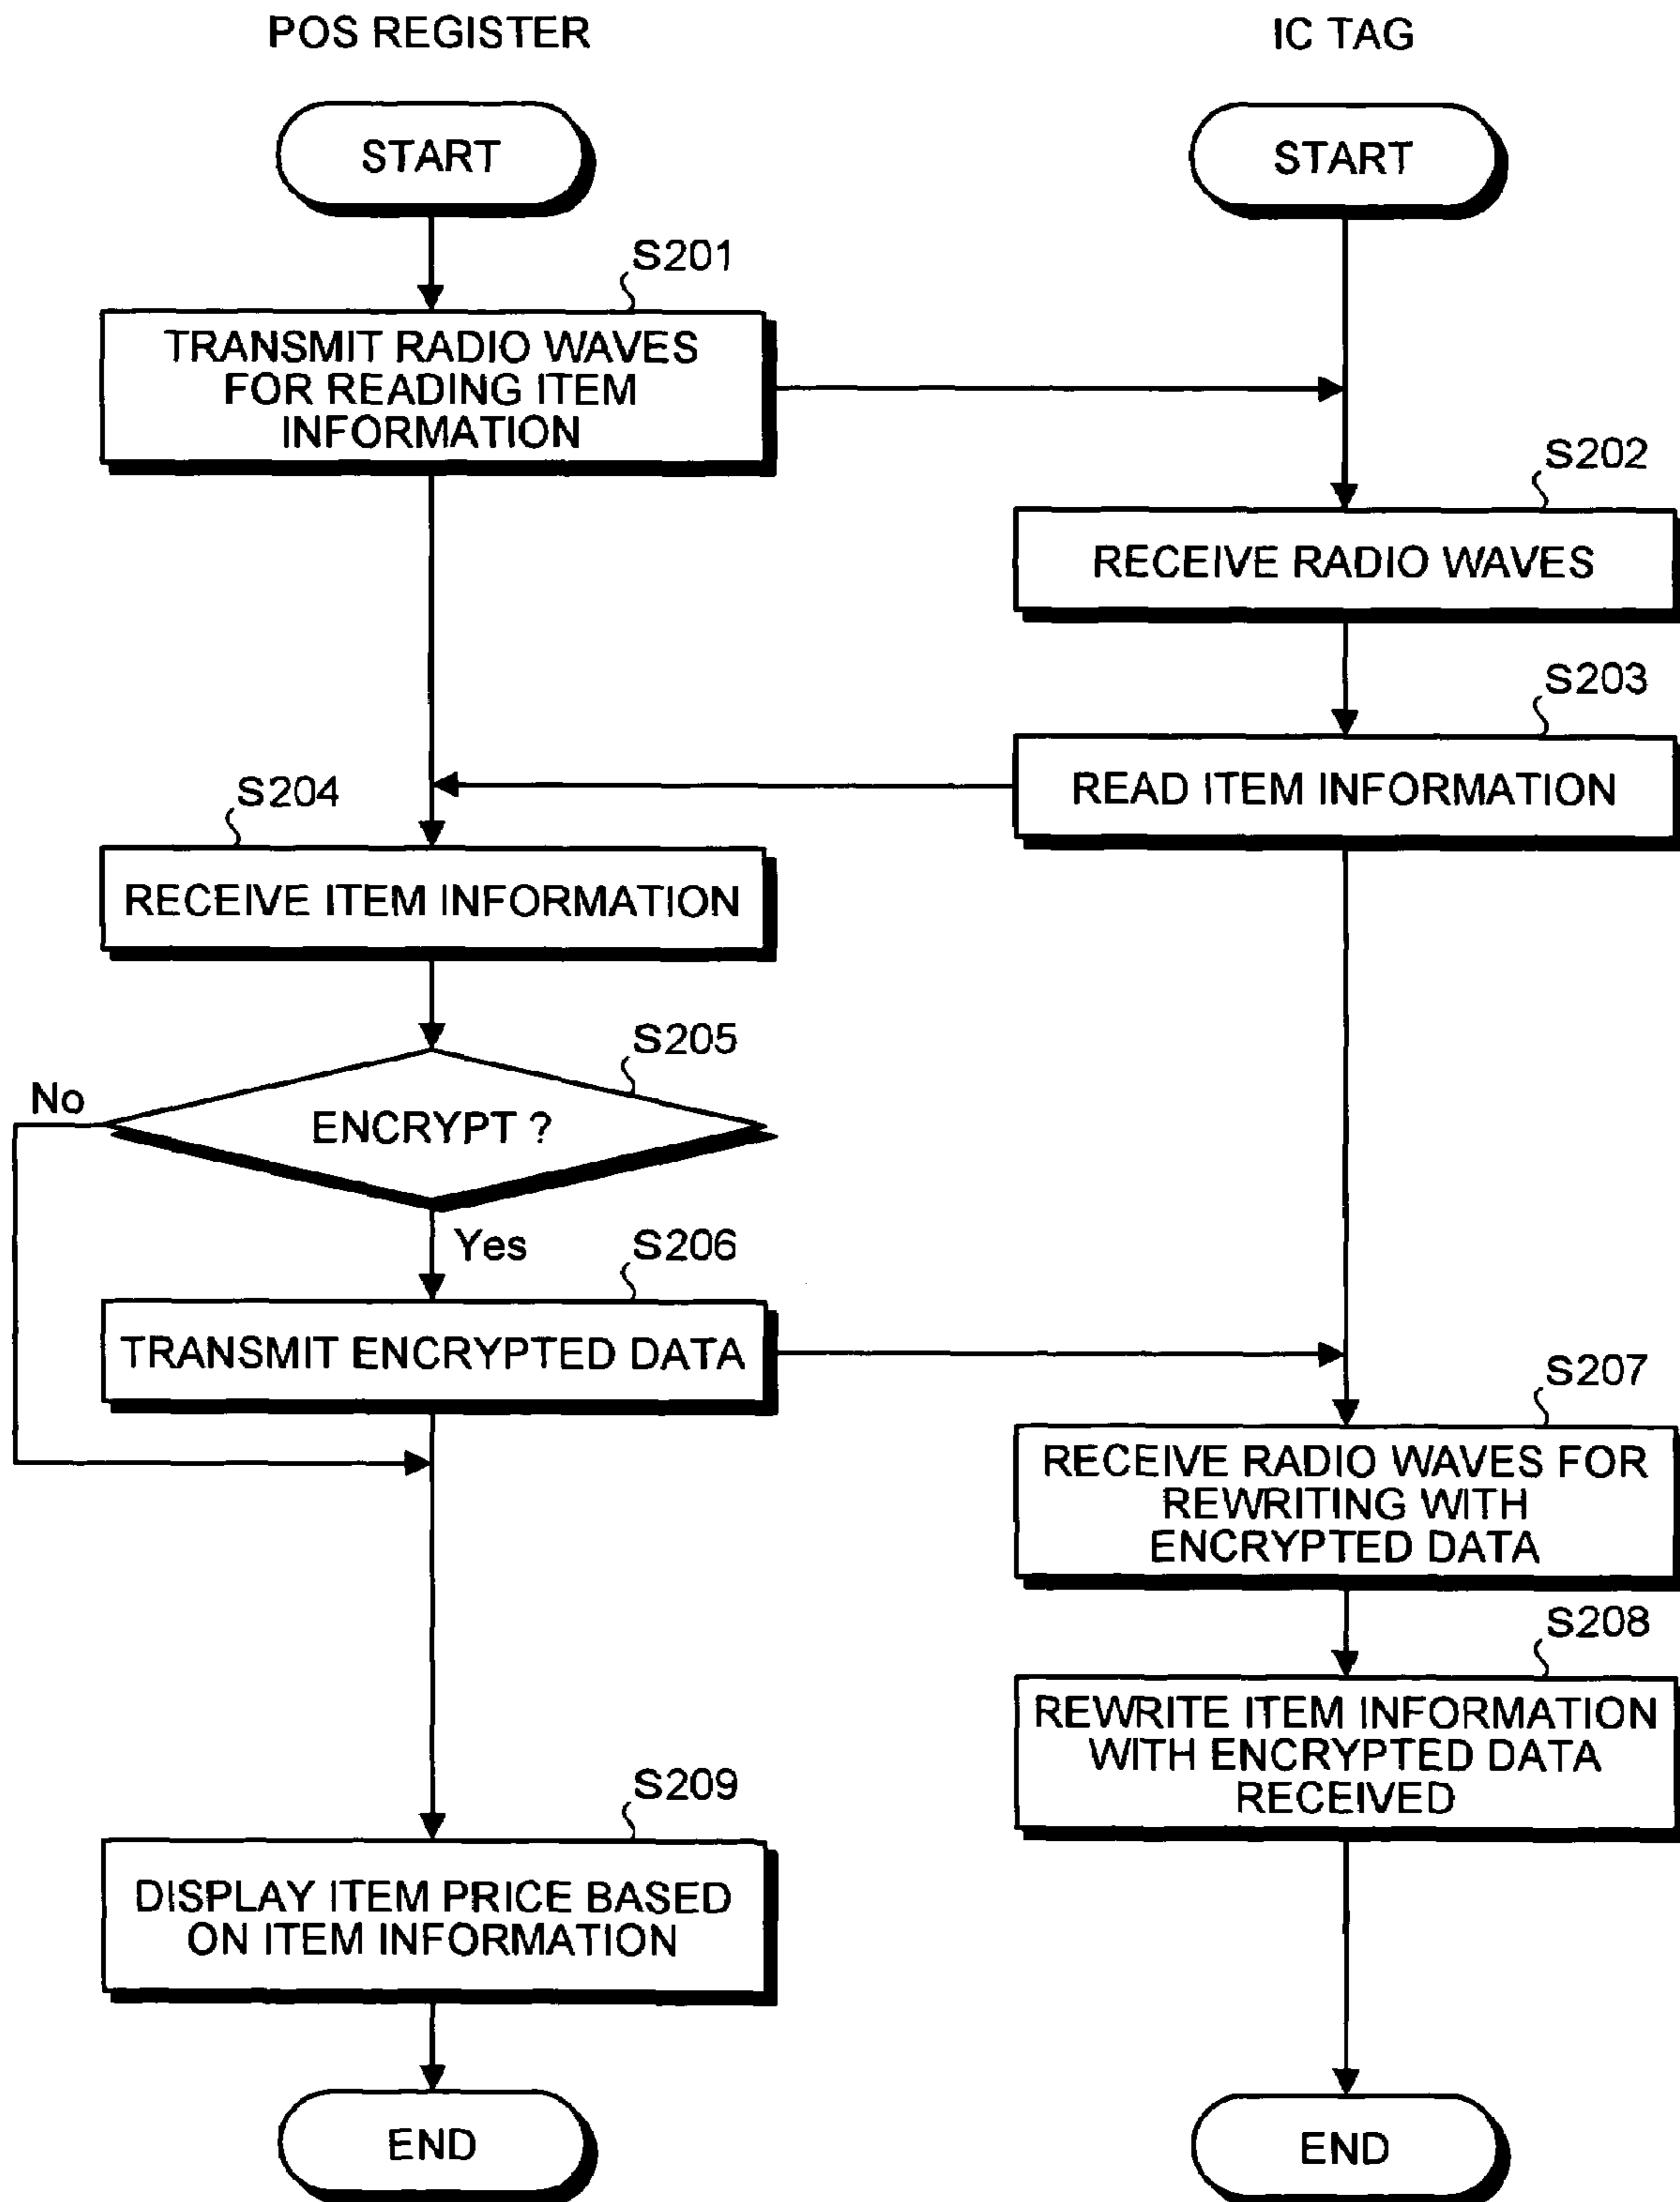 POS REGISTER
IC TAG
START
START
S201
TRANSMIT RADIO WAVES
FOR READING ITEM
INFORMATION
S202
RECEIVE RADIO WAVES
S203
READ ITEM INFORMATION
S204
RECEIVE ITEM INFORMATION
S205
No
ENCRYPT ?
Yes
S206
TRANSMIT ENCRYPTED DATA
S207
RECEIVE RADIO WAVES FOR
REWRITING WITH
ENCRYPTED DATA
S208
REWRITE ITEM INFORMATION
WITH ENCRYPTED DATA
RECEIVED
S209
DISPLAY ITEM PRICE BASED
ON ITEM INFORMATION
END
END